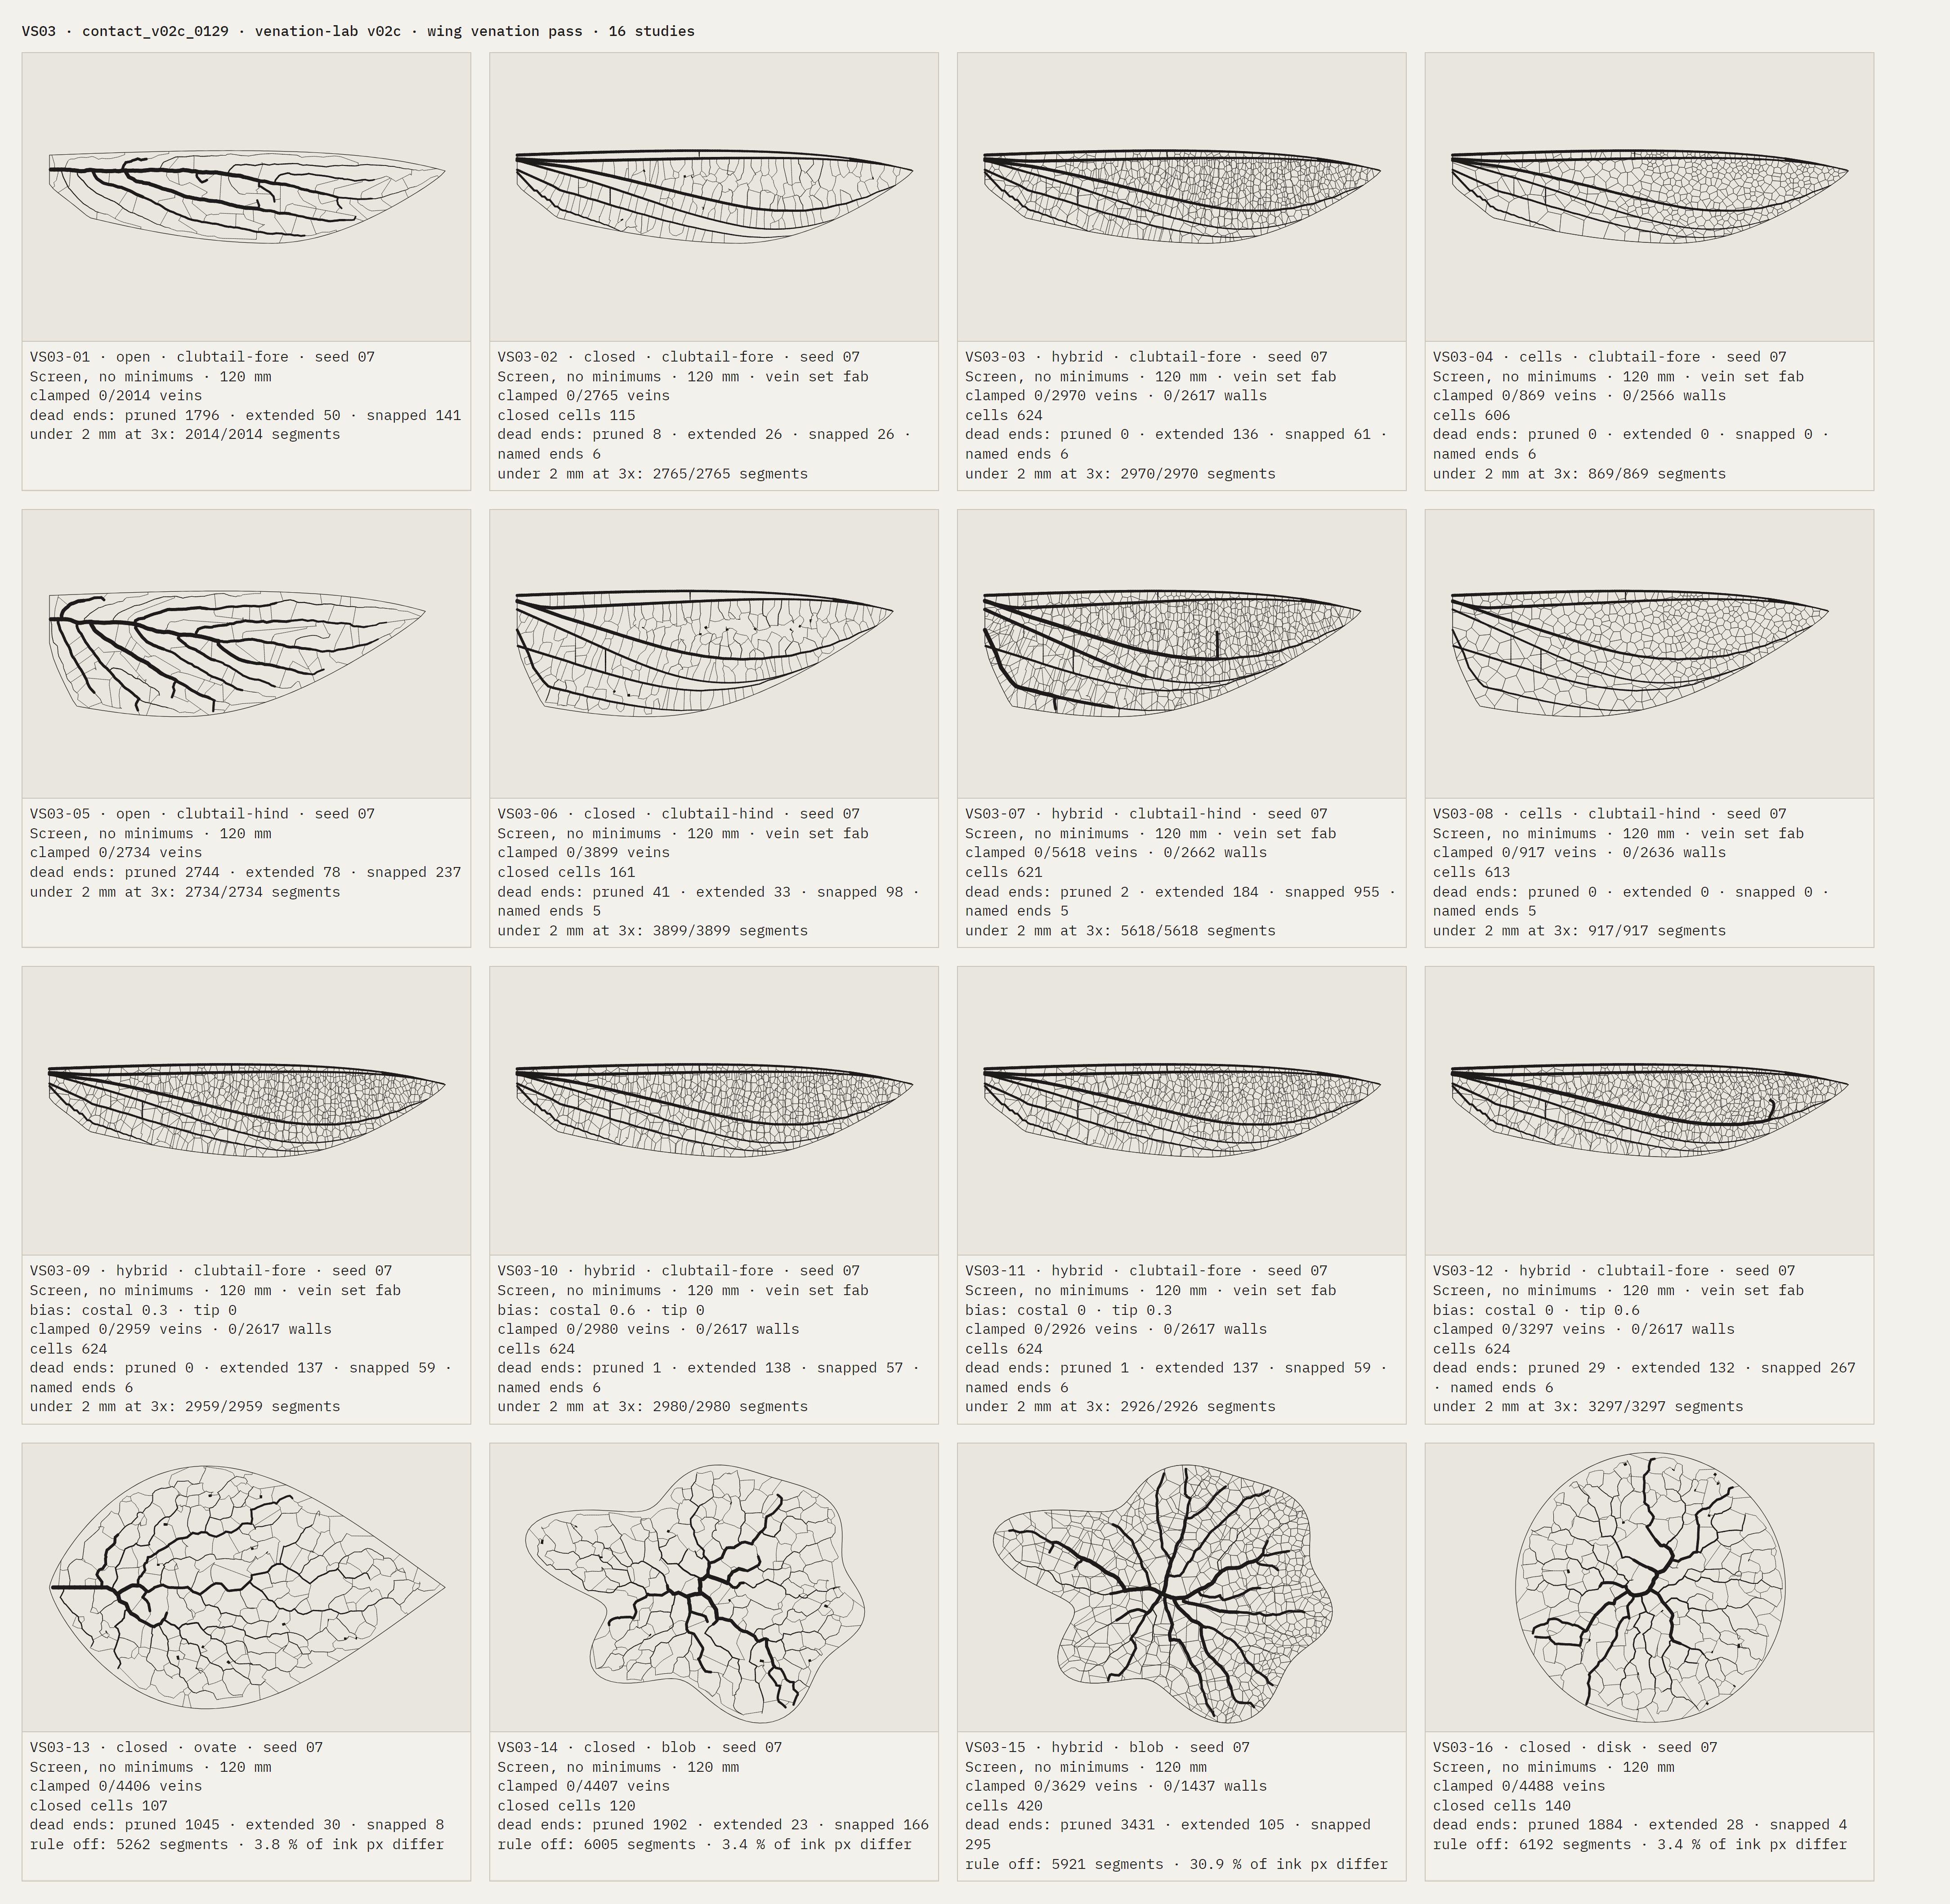 VS03 · contact_v02c_0129 · venation-lab v02c · wing venation pass · 16 studies
VS03-01 · open · clubtail-fore · seed 07
Screen, no minimums · 120 mm
clamped 0/2014 veins
dead ends: pruned 1796 · extended 50 · snapped 141
under 2 mm at 3x: 2014/2014 segments
VS03-02 · closed · clubtail-fore · seed 07
Screen, no minimums · 120 mm · vein set fab
clamped 0/2765 veins
closed cells 115
dead ends: pruned 8 · extended 26 · snapped 26 ·
named ends 6
under 2 mm at 3x: 2765/2765 segments
VS03-03 · hybrid · clubtail-fore · seed 07
Screen, no minimums · 120 mm · vein set fab
clamped 0/2970 veins · 0/2617 walls
cells 624
dead ends: pruned 0 · extended 136 · snapped 61 ·
named ends 6
under 2 mm at 3x: 2970/2970 segments
VS03-04 · cells · clubtail-fore · seed 07
Screen, no minimums · 120 mm · vein set fab
clamped 0/869 veins · 0/2566 walls
cells 606
dead ends: pruned 0 · extended 0 · snapped 0 ·
named ends 6
under 2 mm at 3x: 869/869 segments
VS03-05 · open · clubtail-hind · seed 07
Screen, no minimums · 120 mm
clamped 0/2734 veins
dead ends: pruned 2744 · extended 78 · snapped 237
under 2 mm at 3x: 2734/2734 segments
VS03-06 · closed · clubtail-hind · seed 07
Screen, no minimums · 120 mm · vein set fab
clamped 0/3899 veins
closed cells 161
dead ends: pruned 41 · extended 33 · snapped 98 ·
named ends 5
under 2 mm at 3x: 3899/3899 segments
VS03-07 · hybrid · clubtail-hind · seed 07
Screen, no minimums · 120 mm · vein set fab
clamped 0/5618 veins · 0/2662 walls
cells 621
dead ends: pruned 2 · extended 184 · snapped 955 ·
named ends 5
under 2 mm at 3x: 5618/5618 segments
VS03-08 · cells · clubtail-hind · seed 07
Screen, no minimums · 120 mm · vein set fab
clamped 0/917 veins · 0/2636 walls
cells 613
dead ends: pruned 0 · extended 0 · snapped 0 ·
named ends 5
under 2 mm at 3x: 917/917 segments
VS03-09 · hybrid · clubtail-fore · seed 07
Screen, no minimums · 120 mm · vein set fab
bias: costal 0.3 · tip 0
clamped 0/2959 veins · 0/2617 walls
cells 624
dead ends: pruned 0 · extended 137 · snapped 59 ·
named ends 6
under 2 mm at 3x: 2959/2959 segments
VS03-10 · hybrid · clubtail-fore · seed 07
Screen, no minimums · 120 mm · vein set fab
bias: costal 0.6 · tip 0
clamped 0/2980 veins · 0/2617 walls
cells 624
dead ends: pruned 1 · extended 138 · snapped 57 ·
named ends 6
under 2 mm at 3x: 2980/2980 segments
VS03-11 · hybrid · clubtail-fore · seed 07
Screen, no minimums · 120 mm · vein set fab
bias: costal 0 · tip 0.3
clamped 0/2926 veins · 0/2617 walls
cells 624
dead ends: pruned 1 · extended 137 · snapped 59 ·
named ends 6
under 2 mm at 3x: 2926/2926 segments
VS03-12 · hybrid · clubtail-fore · seed 07
Screen, no minimums · 120 mm · vein set fab
bias: costal 0 · tip 0.6
clamped 0/3297 veins · 0/2617 walls
cells 624
dead ends: pruned 29 · extended 132 · snapped 267
· named ends 6
under 2 mm at 3x: 3297/3297 segments
VS03-13 · closed · ovate · seed 07
Screen, no minimums · 120 mm
clamped 0/4406 veins
closed cells 107
dead ends: pruned 1045 · extended 30 · snapped 8
rule off: 5262 segments · 3.8 % of ink px differ
VS03-14 · closed · blob · seed 07
Screen, no minimums · 120 mm
clamped 0/4407 veins
closed cells 120
dead ends: pruned 1902 · extended 23 · snapped 166
rule off: 6005 segments · 3.4 % of ink px differ
VS03-15 · hybrid · blob · seed 07
Screen, no minimums · 120 mm
clamped 0/3629 veins · 0/1437 walls
cells 420
dead ends: pruned 3431 · extended 105 · snapped
295
rule off: 5921 segments · 30.9 % of ink px differ
VS03-16 · closed · disk · seed 07
Screen, no minimums · 120 mm
clamped 0/4488 veins
closed cells 140
dead ends: pruned 1884 · extended 28 · snapped 4
rule off: 6192 segments · 3.4 % of ink px differ